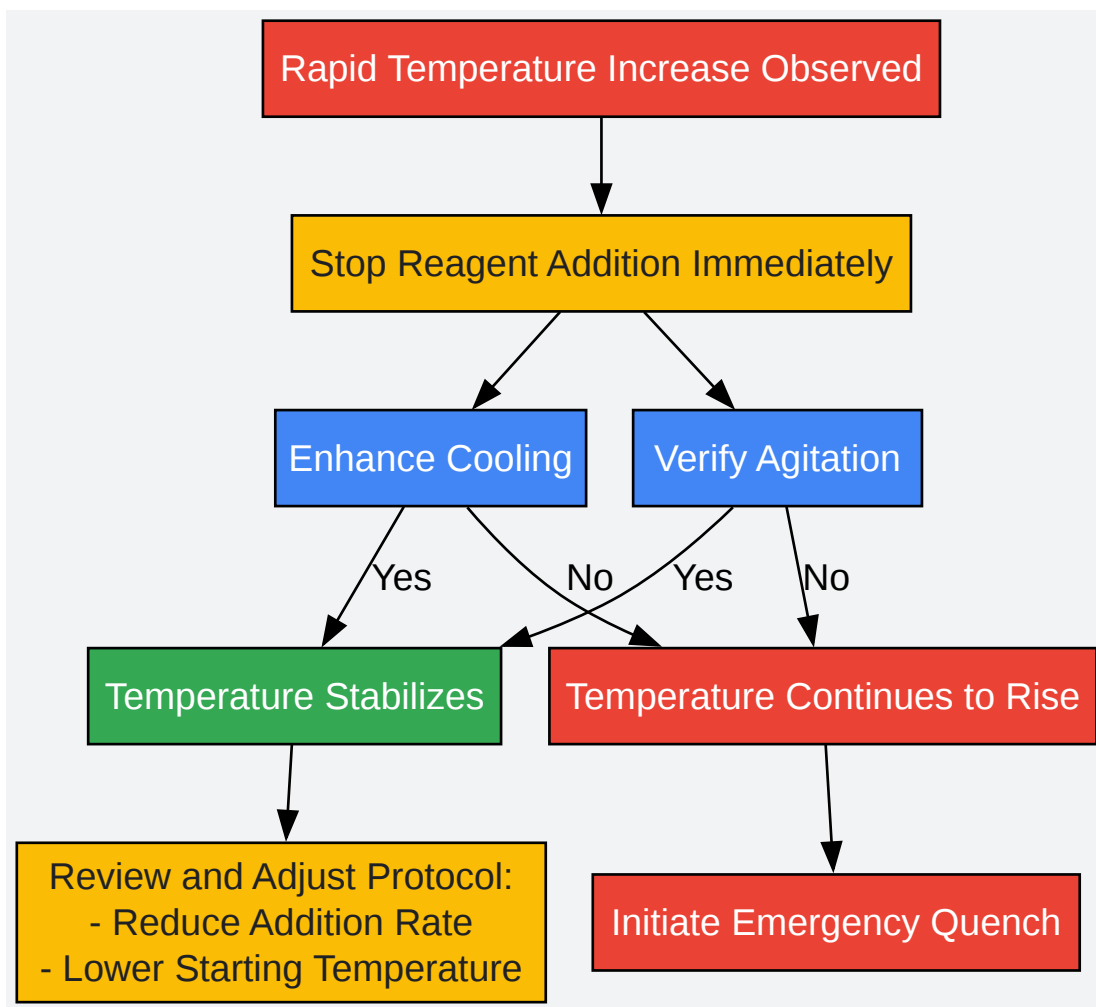 Rapid Temperature Increase Observed
Stop Reagent Addition Immediately
Enhance Cooling
Verify Agitation
Yes
No
Yes
No
Temperature Stabilizes
Temperature Continues to Rise
Review and Adjust Protocol:
- Reduce Addition Rate
- Lower Starting Temperature
Initiate Emergency Quench